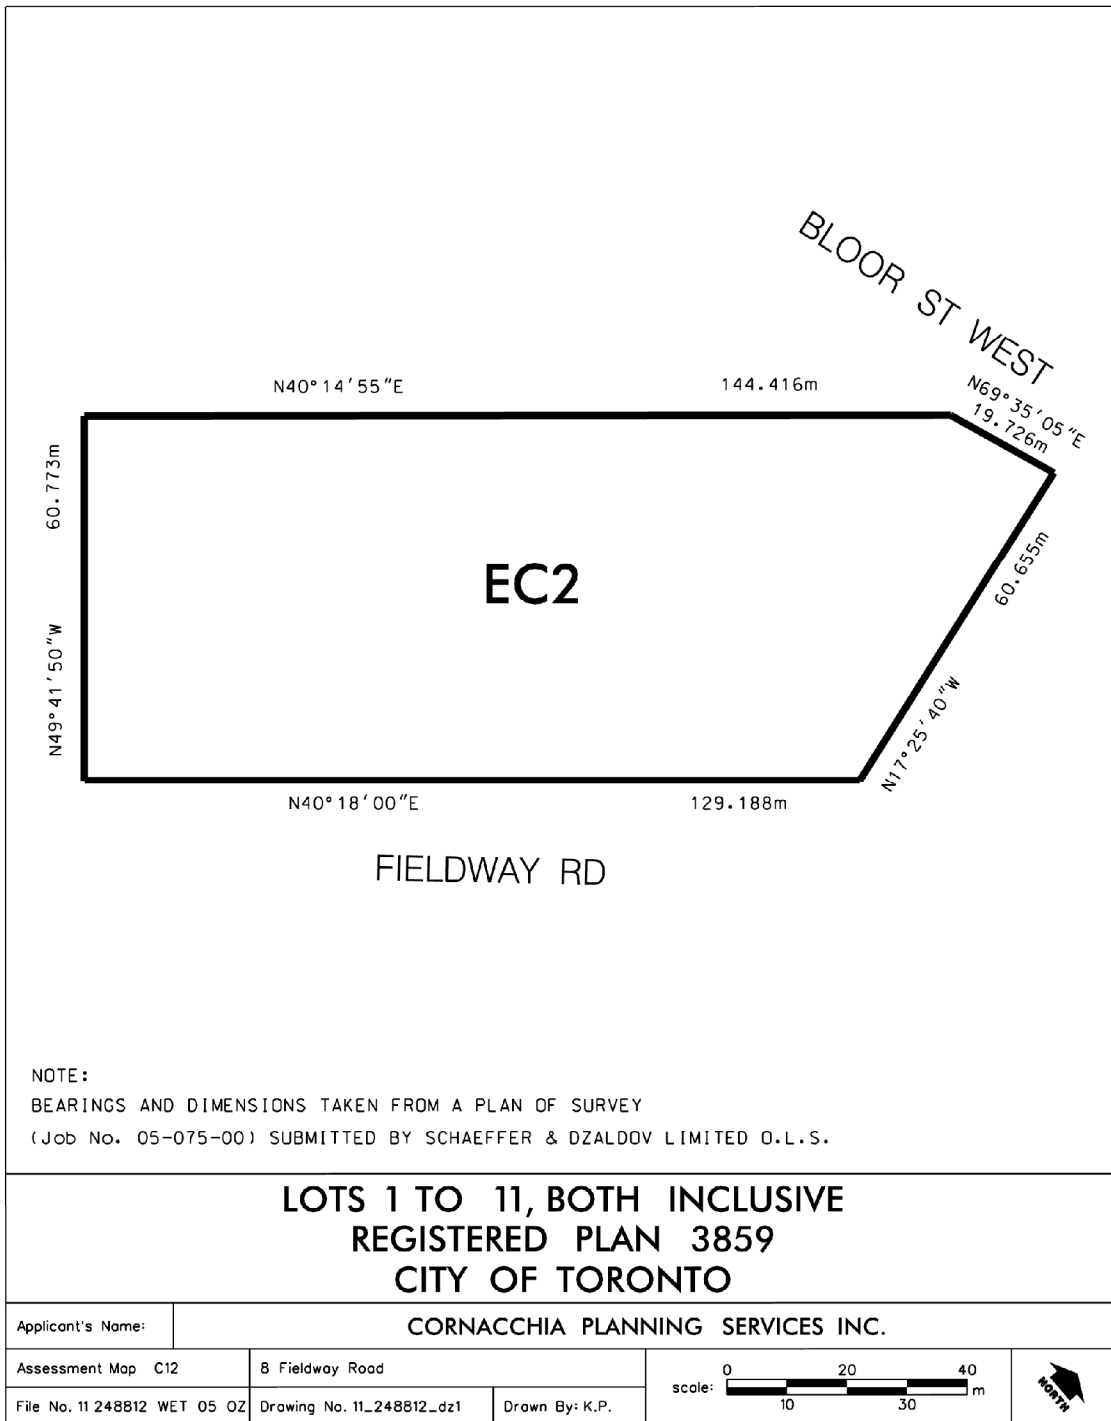 BLOOR ST WEST
N40°14'55"E
144.416m
N69°35'05"E
19.726m
60.773m
N49°41'50"W
EC2
60.655m
N17°25'40"W
N40°18'00"E
129.188m
FIELDWAY RD
NOTE:
BEARINGS AND DIMENSIONS TAKEN FROM A PLAN OF SURVEY
(Job No. 05-075-00) SUBMITTED BY SCHAEFFER & DZALDOV LIMITED O.L.S.
LOTS 1 TO 11, BOTH INCLUSIVE
REGISTERED PLAN 3859
CITY OF TORONTO
Applicant's Name:
CORNACCHIA PLANNING SERVICES INC.
Assessment Map C12
8 Fieldway Road
File No. 11 248812 WET 05 OZ
Drawing No. 11_248812_dz1
Drawn By: K.P.
0 20 40
scale:
m
10 30
NORTH